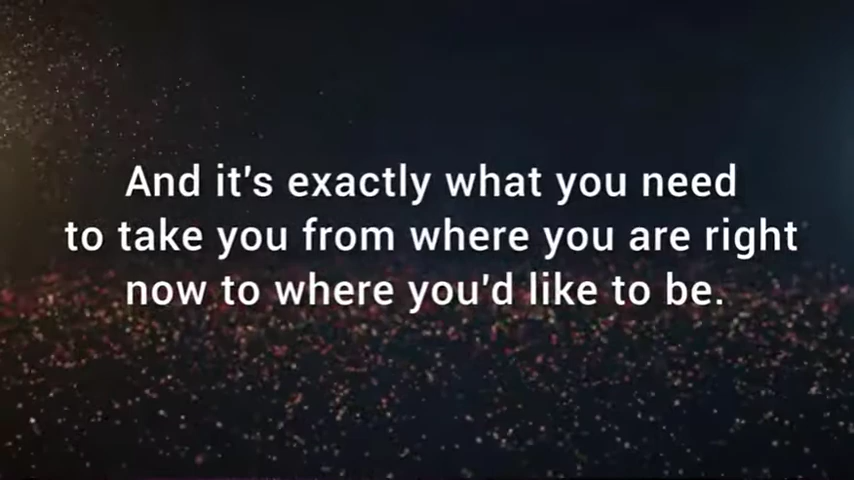 And it's exactly what you need
to take you from where you are right
now to where you'd like to be.